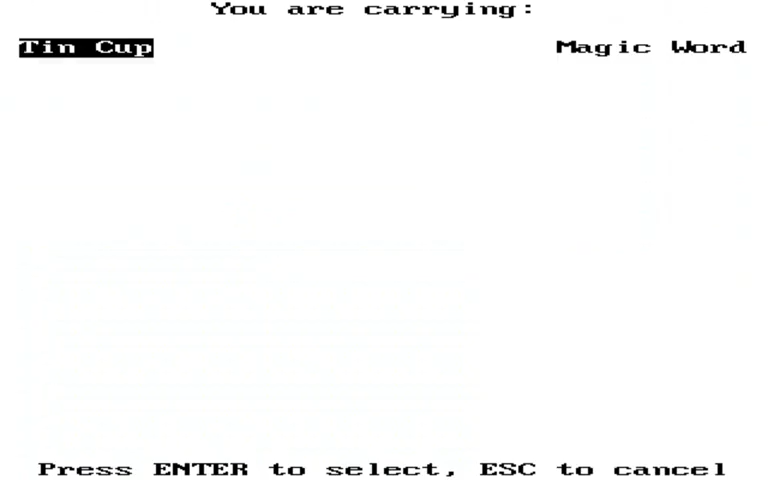 You are carrying:
Tin Cup Magic Word
Press ENTER to select, ESC to cancel